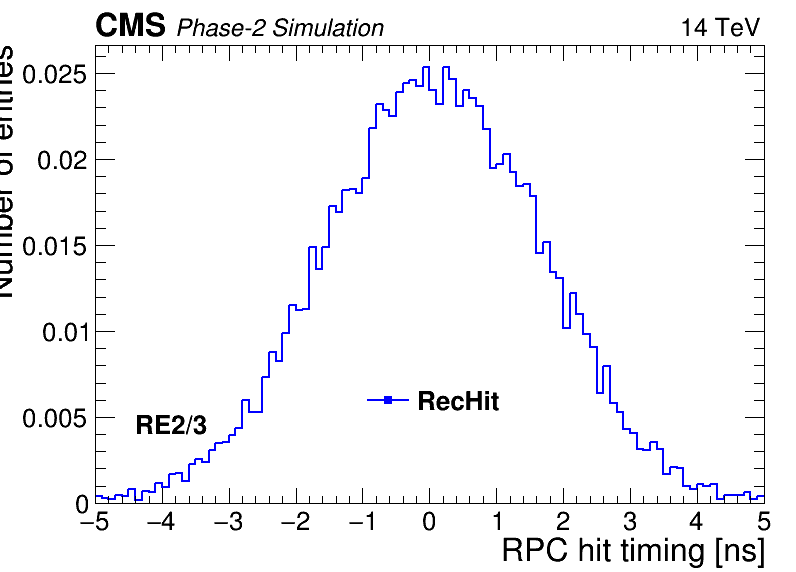 CMS Phase-2 Simulation 14 TeV
Number of entries
0.025
0.02
0.015
0.01
0.005
0
RE2/3
RecHit
−5 −4 −3 −2 −1 0 1 2 3 4 5
RPC hit timing [ns]